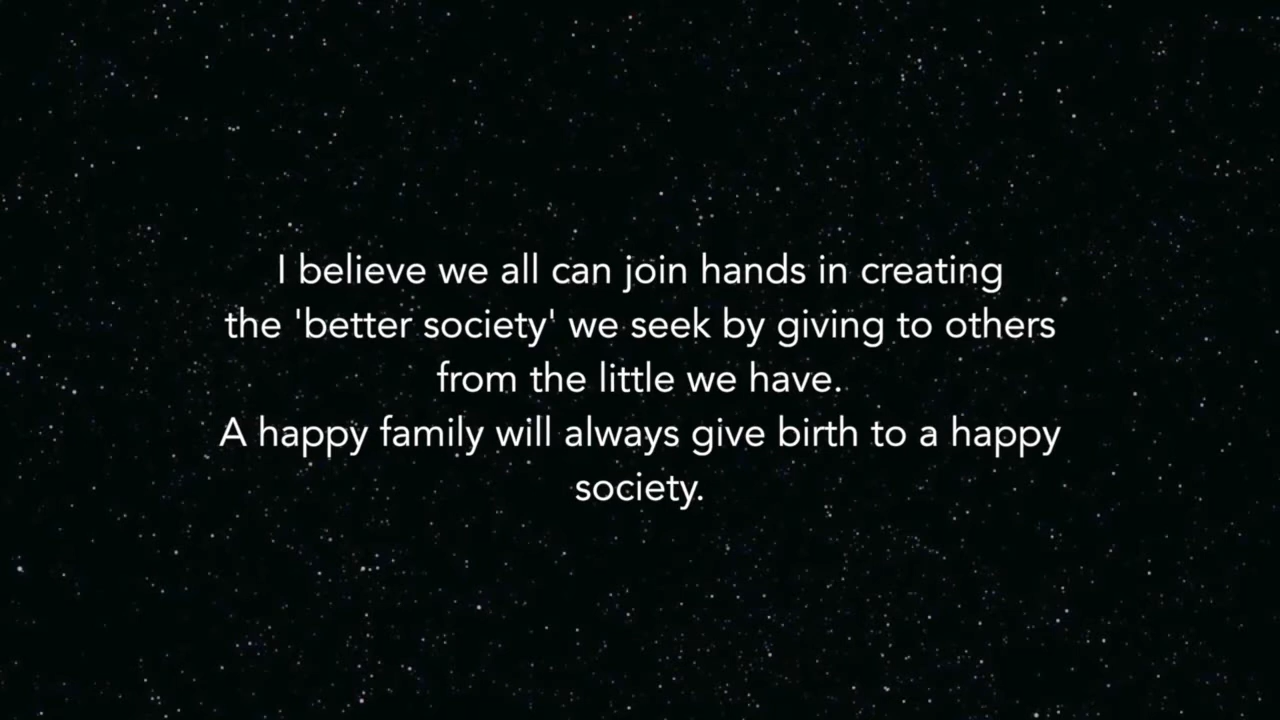 I believe we all can join hands in creating
the 'better society' we seek by giving to others
from the little we have.
A happy family will always give birth to a happy
society.